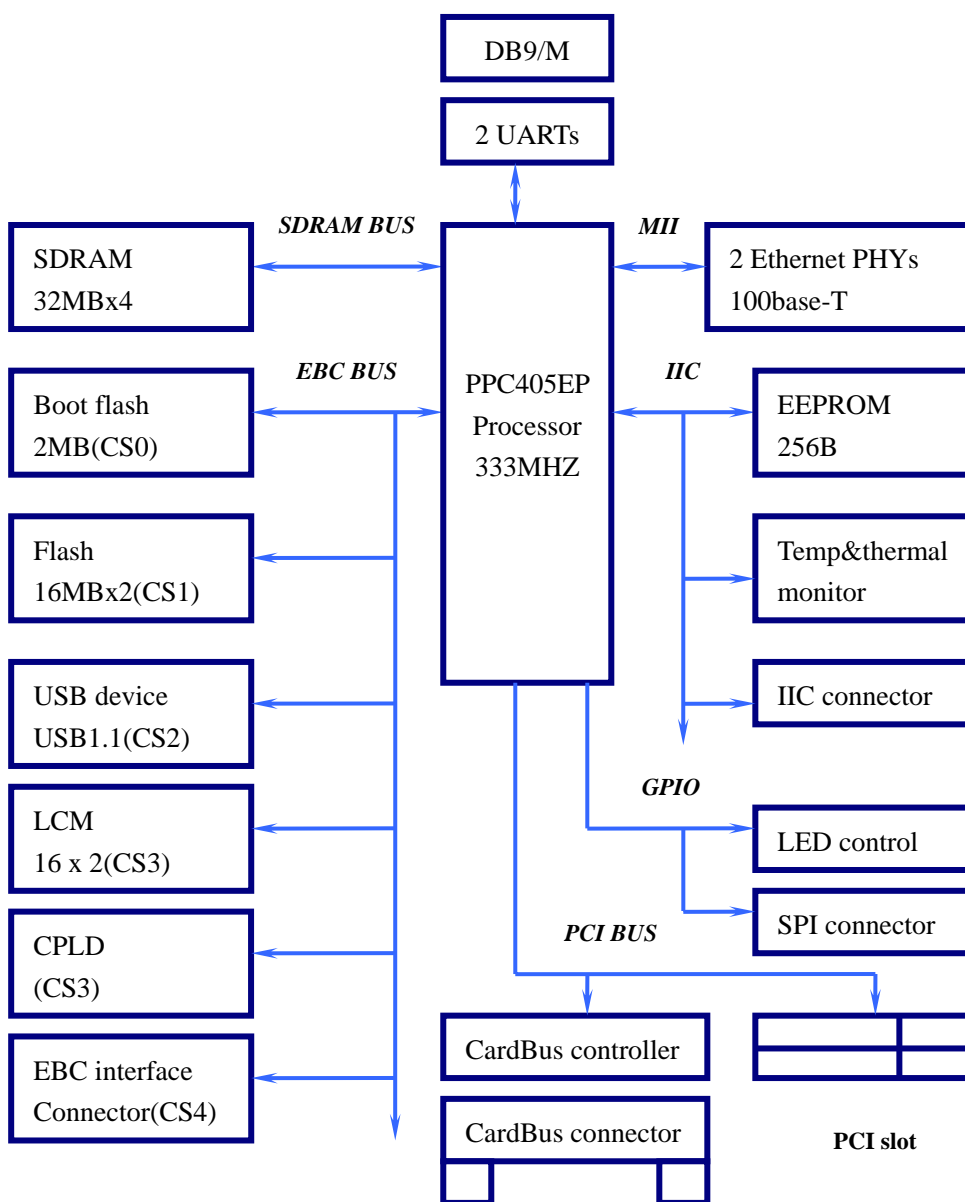 DB9/M
2 UARTs
SDRAM BUS
MII
SDRAM
32MBx4
2 Ethernet PHYs
100base-T
EBC BUS
IIC
Boot flash
2MB(CS0)
PPC405EP
Processor
333MHZ
EEPROM
256B
Flash
16MBx2(CS1)
Temp&thermal
monitor
USB device
USB1.1(CS2)
IIC connector
GPIO
LCM
16 x 2(CS3)
LED control
SPI connector
PCI BUS
CPLD
(CS3)
CardBus controller
EBC interface
Connector(CS4)
CardBus connector
PCI slot